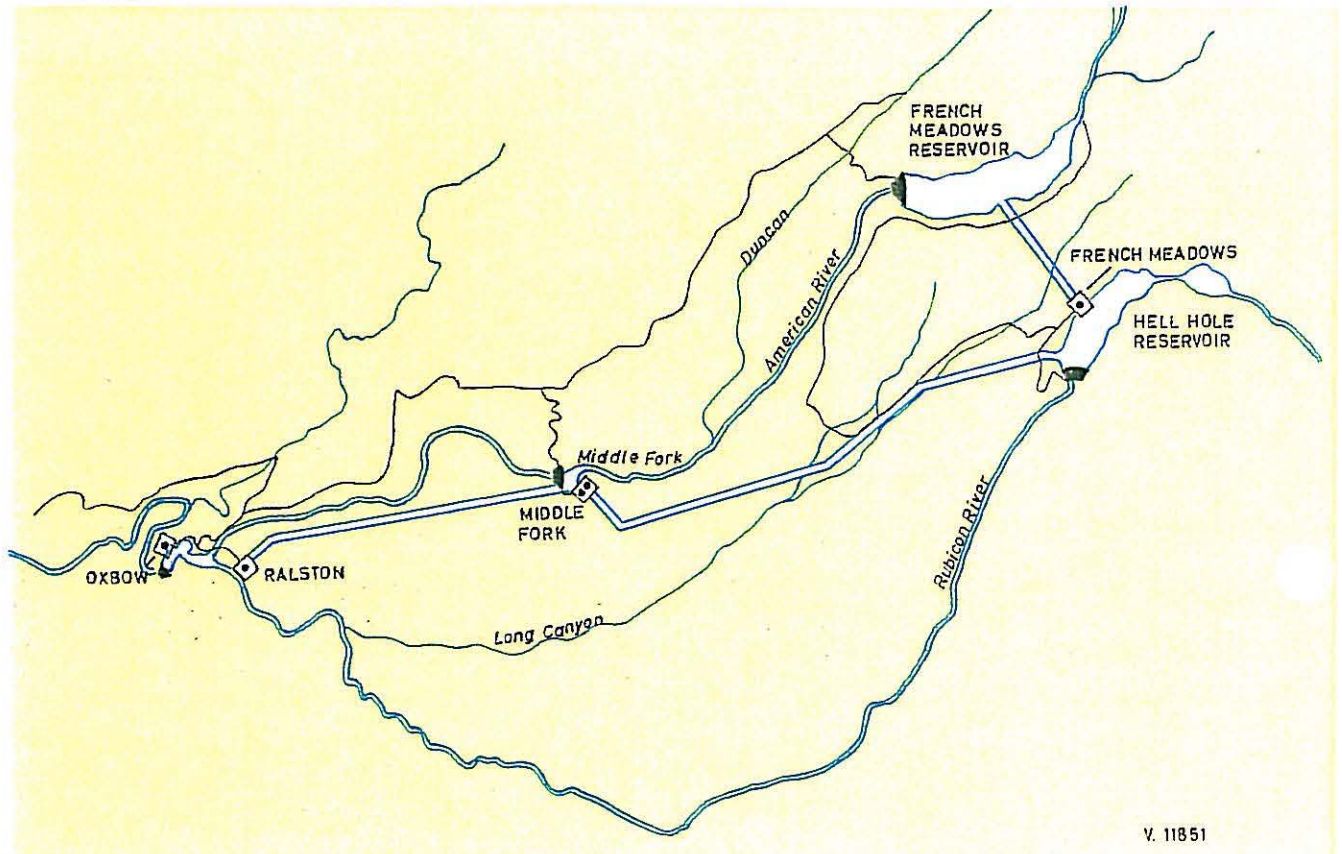 FRENCH
MEADOWS
RESERVOIR
Duncan
American River
FRENCH MEADOWS
HELL HOLE
RESERVOIR
Middle Fork
MIDDLE
FORK
Rubicon River
OXBOW
RALSTON
Long Canyon
V. 11851